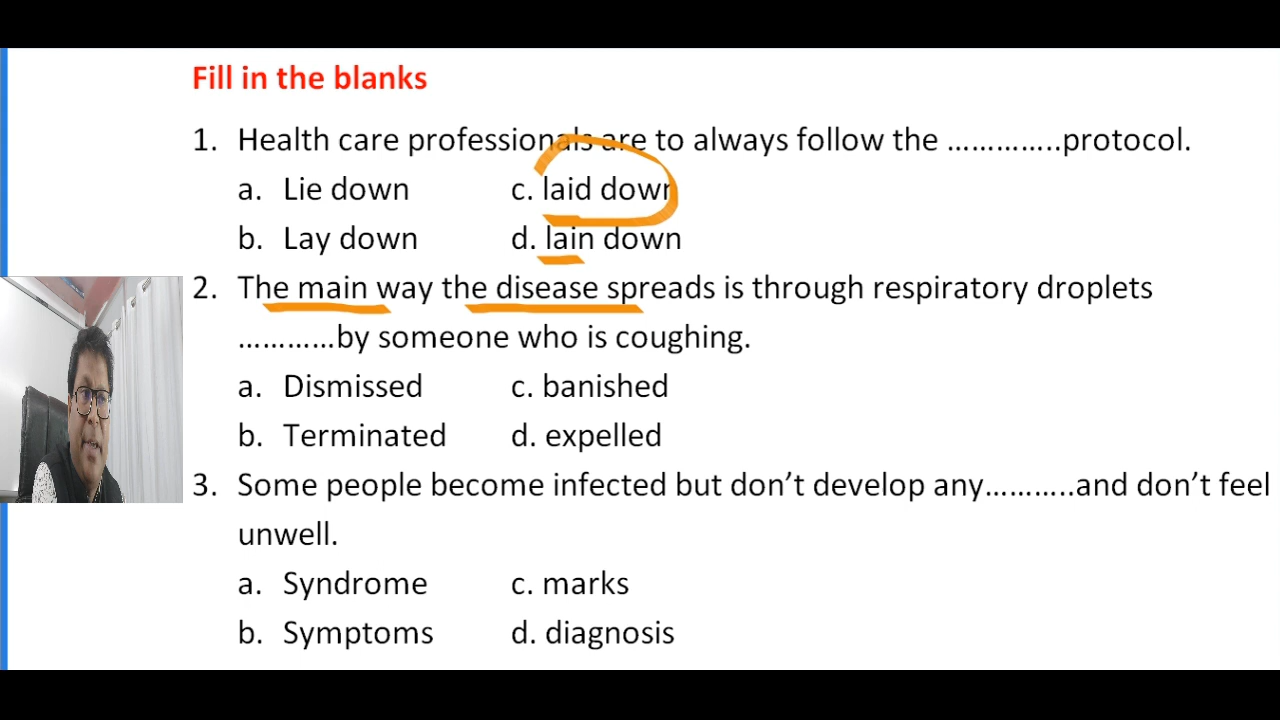 Fill in the blanks
1. Health care professionals are to always follow the …………..protocol.
a. Lie down c. laid down
b. Lay down d. lain down
2. The main way the disease spreads is through respiratory droplets
…………by someone who is coughing.
a. Dismissed c. banished
b. Terminated d. expelled
3. Some people become infected but don’t develop any………..and don’t feel
unwell.
a. Syndrome c. marks
b. Symptoms d. diagnosis